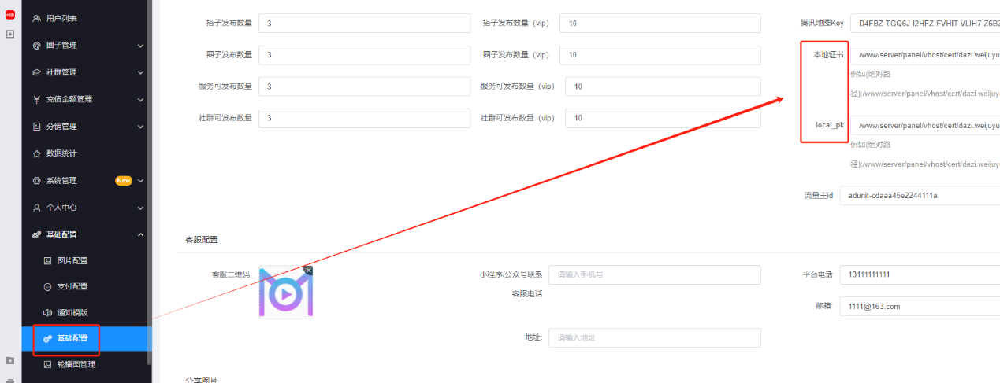 用户列表
圈子管理
社群管理
充值金额管理
分销管理
数据统计
系统管理 New
个人中心
基础配置
图片配置
支付配置
通知模版
基础配置
轮播图管理
搭子发布数量 3 搭子发布数量（vip） 10 腾讯地图Key D4FBZ-TGQ6J-I2HFZ-FVHIT-VLIH7-Z6BZ
圈子发布数量 3 圈子发布数量（vip） 10 本地证书 /www/server/panel/vhost/cert/dazi.weijuyu
例如(绝对路
服务可发布数量 3 服务可发布数量（vip） 10
径):/www/server/panel/vhost/cert/dazi.weijuyu
社群可发布数量 3 社群可发布数量（vip） 10 local_pk /www/server/panel/vhost/cert/dazi.weijuyu
例如(绝对路
径):/www/server/panel/vhost/cert/dazi.weijuyu
流量主id adunit-cdaaa45e2244111a
客服配置
客服二维码: 小程序/公众号联系 请输入手机号 平台电话 13111111111
客服电话
邮箱: 1111@163.com
地址: 请输入地址
分享图片